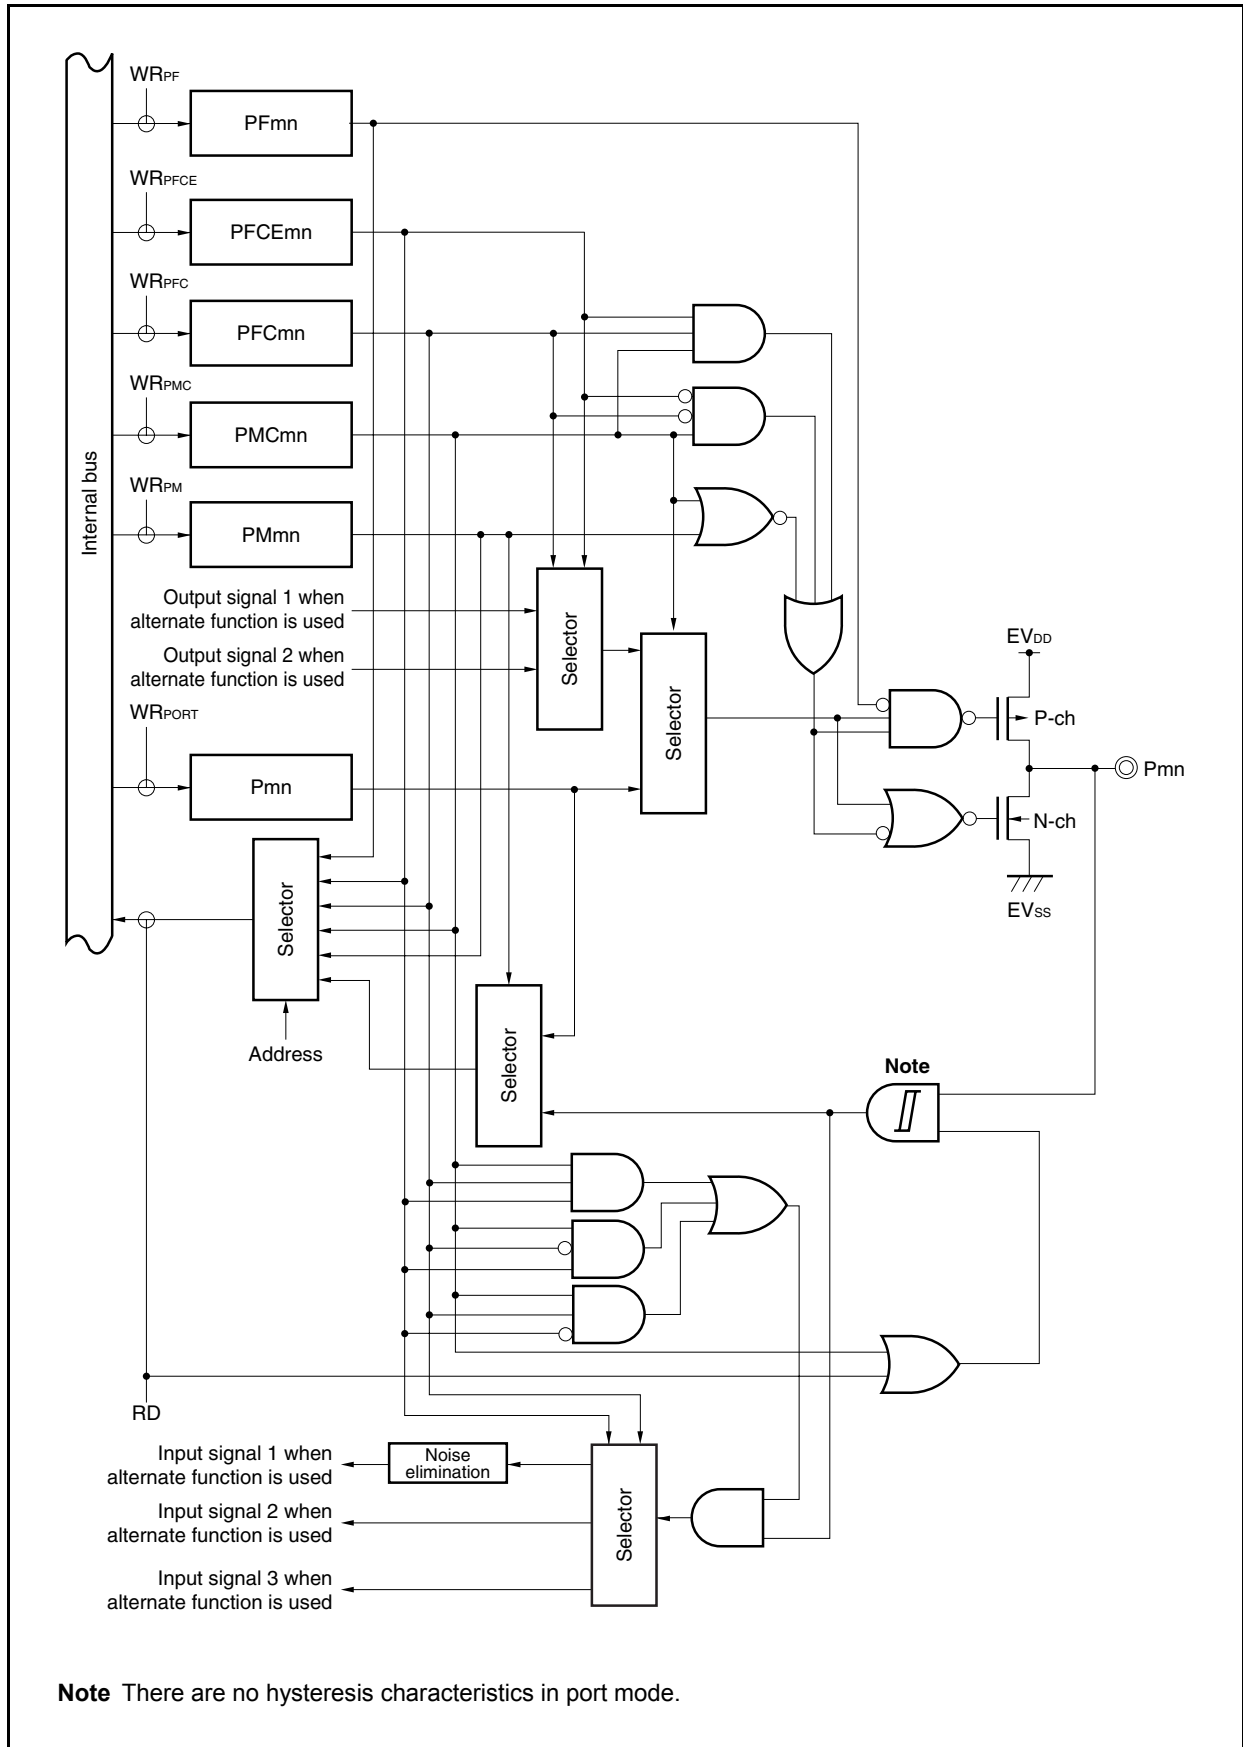 WRPF
PFmn
WRPFCE
PFCEmn
WRPFC
PFCmn
WRPMC
PMCmn
Internal bus
WRPM
PMmn
Output signal 1 when
alternate function is used
Output signal 2 when
alternate function is used
Selector
Selector
EVDD
P-ch
WRPORT
Pmn
Pmn
N-ch
EVSS
Selector
Address
Selector
Note
RD
Input signal 1 when
alternate function is used
Noise
elimination
Input signal 2 when
alternate function is used
Selector
Input signal 3 when
alternate function is used
Note There are no hysteresis characteristics in port mode.